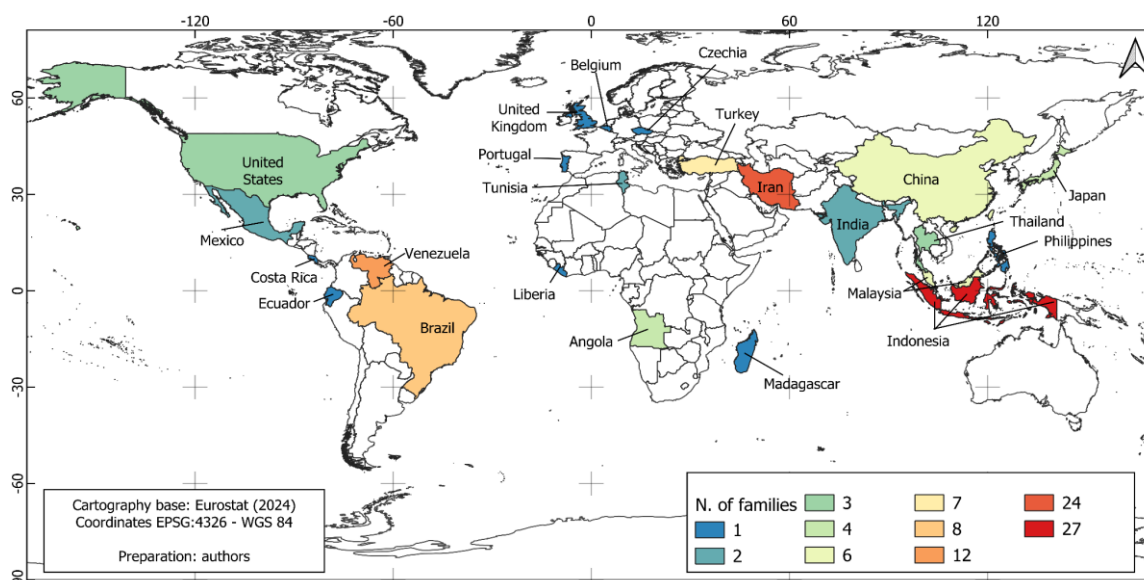 -60
0
60
120
Czechia
Belgium
60
United
Kingdom
Turkey
Portugal
United
States
Iran
China
30
Tunisia
Japan
India
Thailand
Mexico
Venezuela
Philippines
Costa Rica
Liberia
Malaysia
0
Ecuador
Brazil
Angola
Indonesia
Madagascar
-30
-60
Cartography base: Eurostat (2024)
Coordinates EPSG:4326 - WGS 84
Preparation: authors
N. of families
1
2
3
4
6
7
8
12
24
27
-90